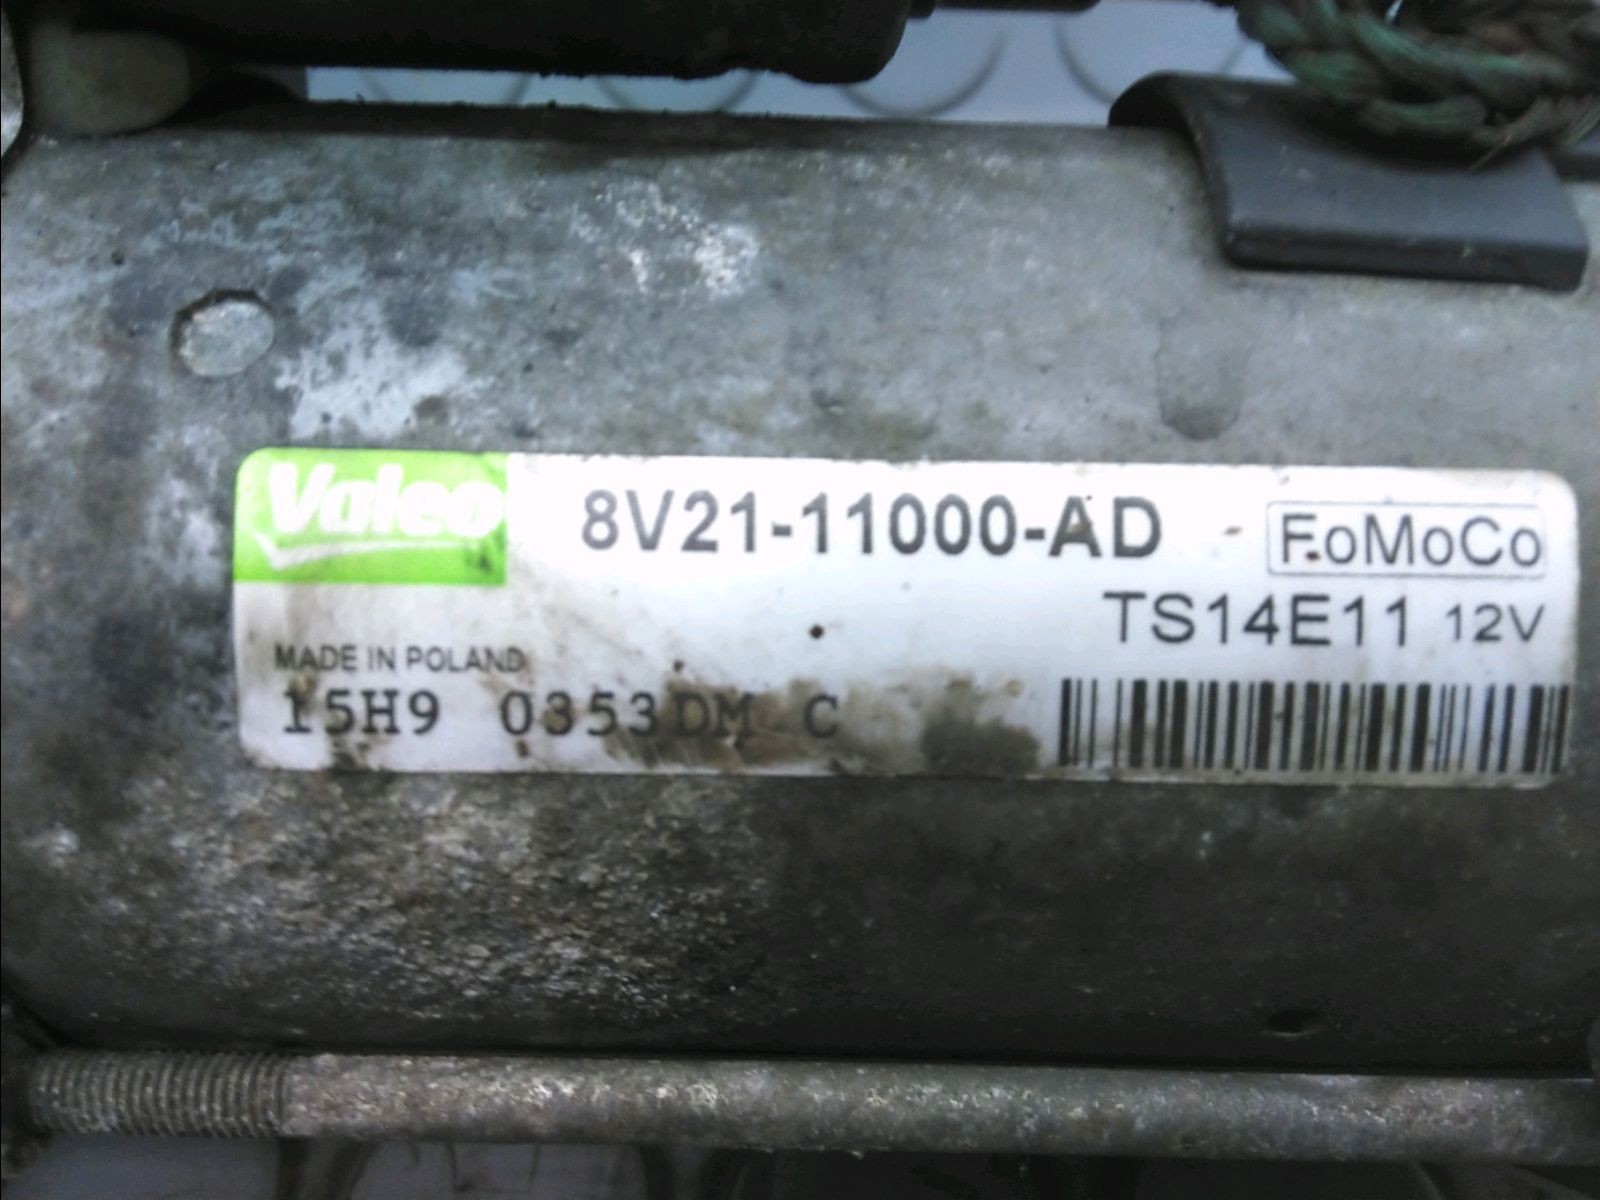 Valeo 8V21-11000-AD FoMoCo
TS14E11 12V
MADE IN POLAND
15H9 0353DM C